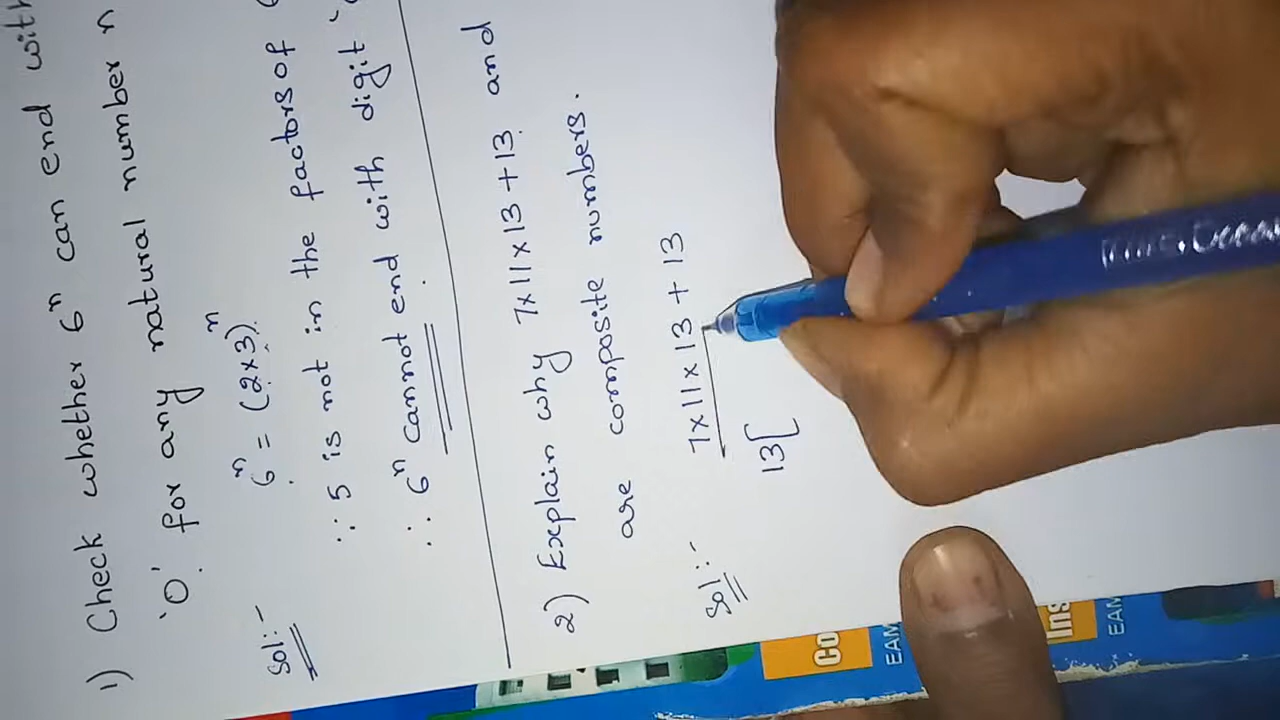 1) Check whether 6ⁿ can end with
'0' for any natural number n
Sol:- 6ⁿ = (2×3)ⁿ
∵ 5 is not in the factors of
∴ 6ⁿ cannot end with digit
2) Explain why 7×11×13+13 and
are composite numbers.
Sol:- 7×11×13+13
13[
Co
EAM
Ins
EAM